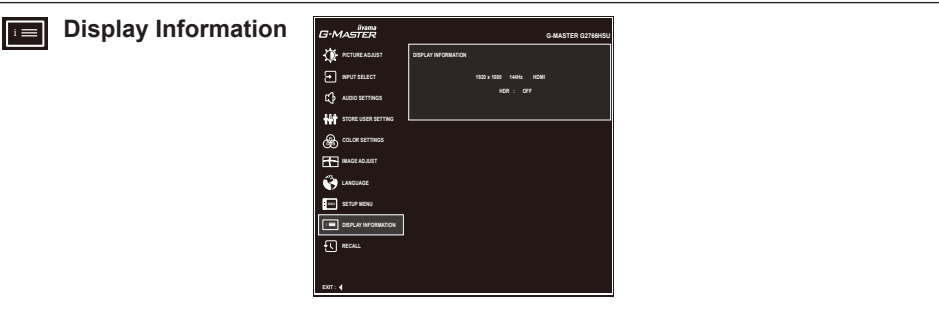 Display Information
iiyama
G-MASTER
G-MASTER G2766HSU
PICTURE ADJUST
DISPLAY INFORMATION
1920 x 1080 144Hz HDMI
HDR : OFF
INPUT SELECT
AUDIO SETTINGS
STORE USER SETTING
COLOR SETTINGS
IMAGE ADJUST
LANGUAGE
SETUP MENU
DISPLAY INFORMATION
RECALL
EXIT :